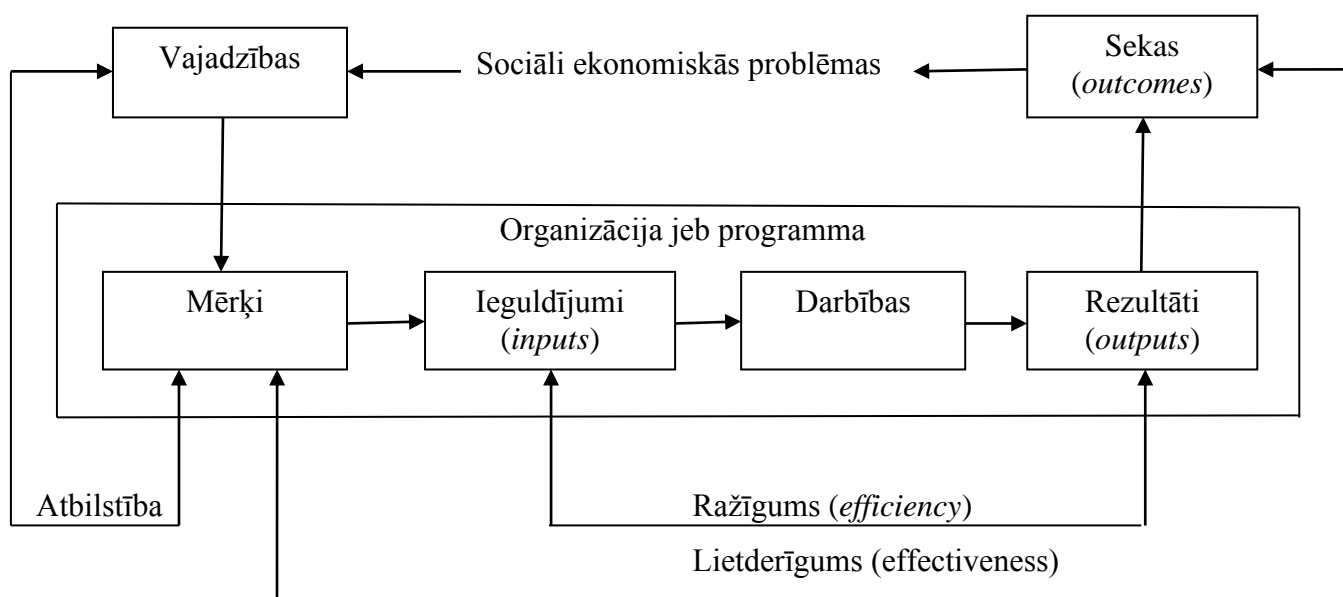 Vajadzības
Sociāli ekonomiskās problēmas
Sekas
(outcomes)
Organizācija jeb programma
Mērķi
Ieguldījumi
(inputs)
Darbības
Rezultāti
(outputs)
Atbilstība
Ražīgums (efficiency)
Lietderīgums (effectiveness)